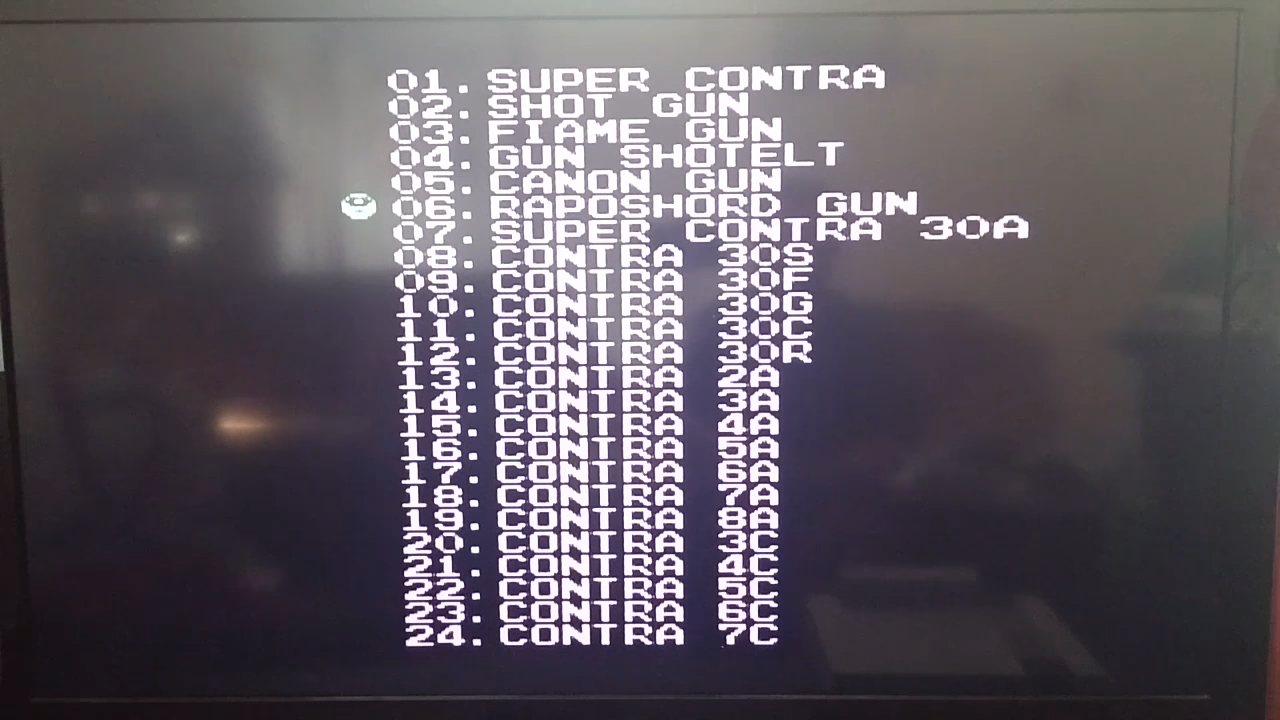 01. SUPER CONTRA
02. SHOT GUN
03. FIAME GUN
04. GUN SHOTELT
05. CANON GUN
06. RAPOSHORD GUN
07. SUPER CONTRA 30A
08. CONTRA 30S
09. CONTRA 30F
10. CONTRA 30G
11. CONTRA 30C
12. CONTRA 30R
13. CONTRA 2A
14. CONTRA 3A
15. CONTRA 4A
16. CONTRA 5A
17. CONTRA 6A
18. CONTRA 7A
19. CONTRA 8A
20. CONTRA 3C
21. CONTRA 4C
22. CONTRA 5C
23. CONTRA 6C
24. CONTRA 7C